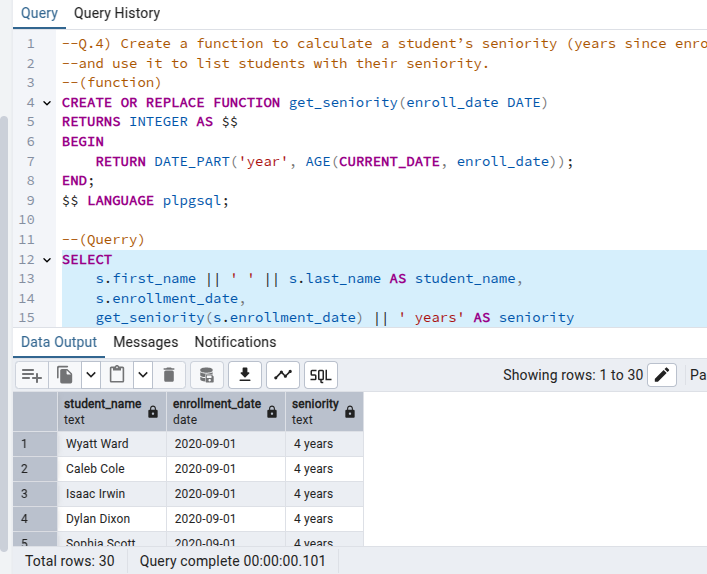 Query Query History
1 --Q.4) Create a function to calculate a student’s seniority (years since enro
2 --and use it to list students with their seniority.
3 --(function)
4 CREATE OR REPLACE FUNCTION get_seniority(enroll_date DATE)
5 RETURNS INTEGER AS $$
6 BEGIN
7 RETURN DATE_PART('year', AGE(CURRENT_DATE, enroll_date));
8 END;
9 $$ LANGUAGE plpgsql;
10
11 --(Querry)
12 SELECT
13 s.first_name || ' ' || s.last_name AS student_name,
14 s.enrollment_date,
15 get_seniority(s.enrollment_date) || ' years' AS seniority
Data Output Messages Notifications
SQL Showing rows: 1 to 30 Pa
student_name enrollment_date seniority
text date text
1 Wyatt Ward 2020-09-01 4 years
2 Caleb Cole 2020-09-01 4 years
3 Isaac Irwin 2020-09-01 4 years
4 Dylan Dixon 2020-09-01 4 years
5 Sophia Scott 2020-09-01 4 years
Total rows: 30 Query complete 00:00:00.101